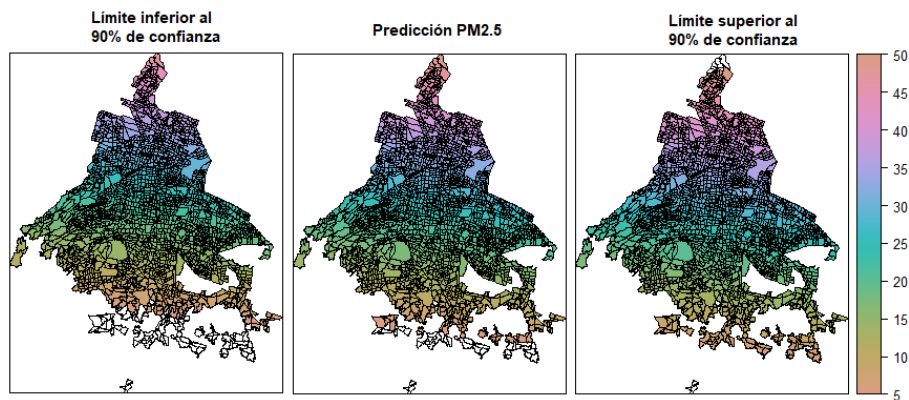 Límite inferior al
90% de confianza
Predicción PM2.5
Límite superior al
90% de confianza
50
45
40
35
30
25
20
15
10
5